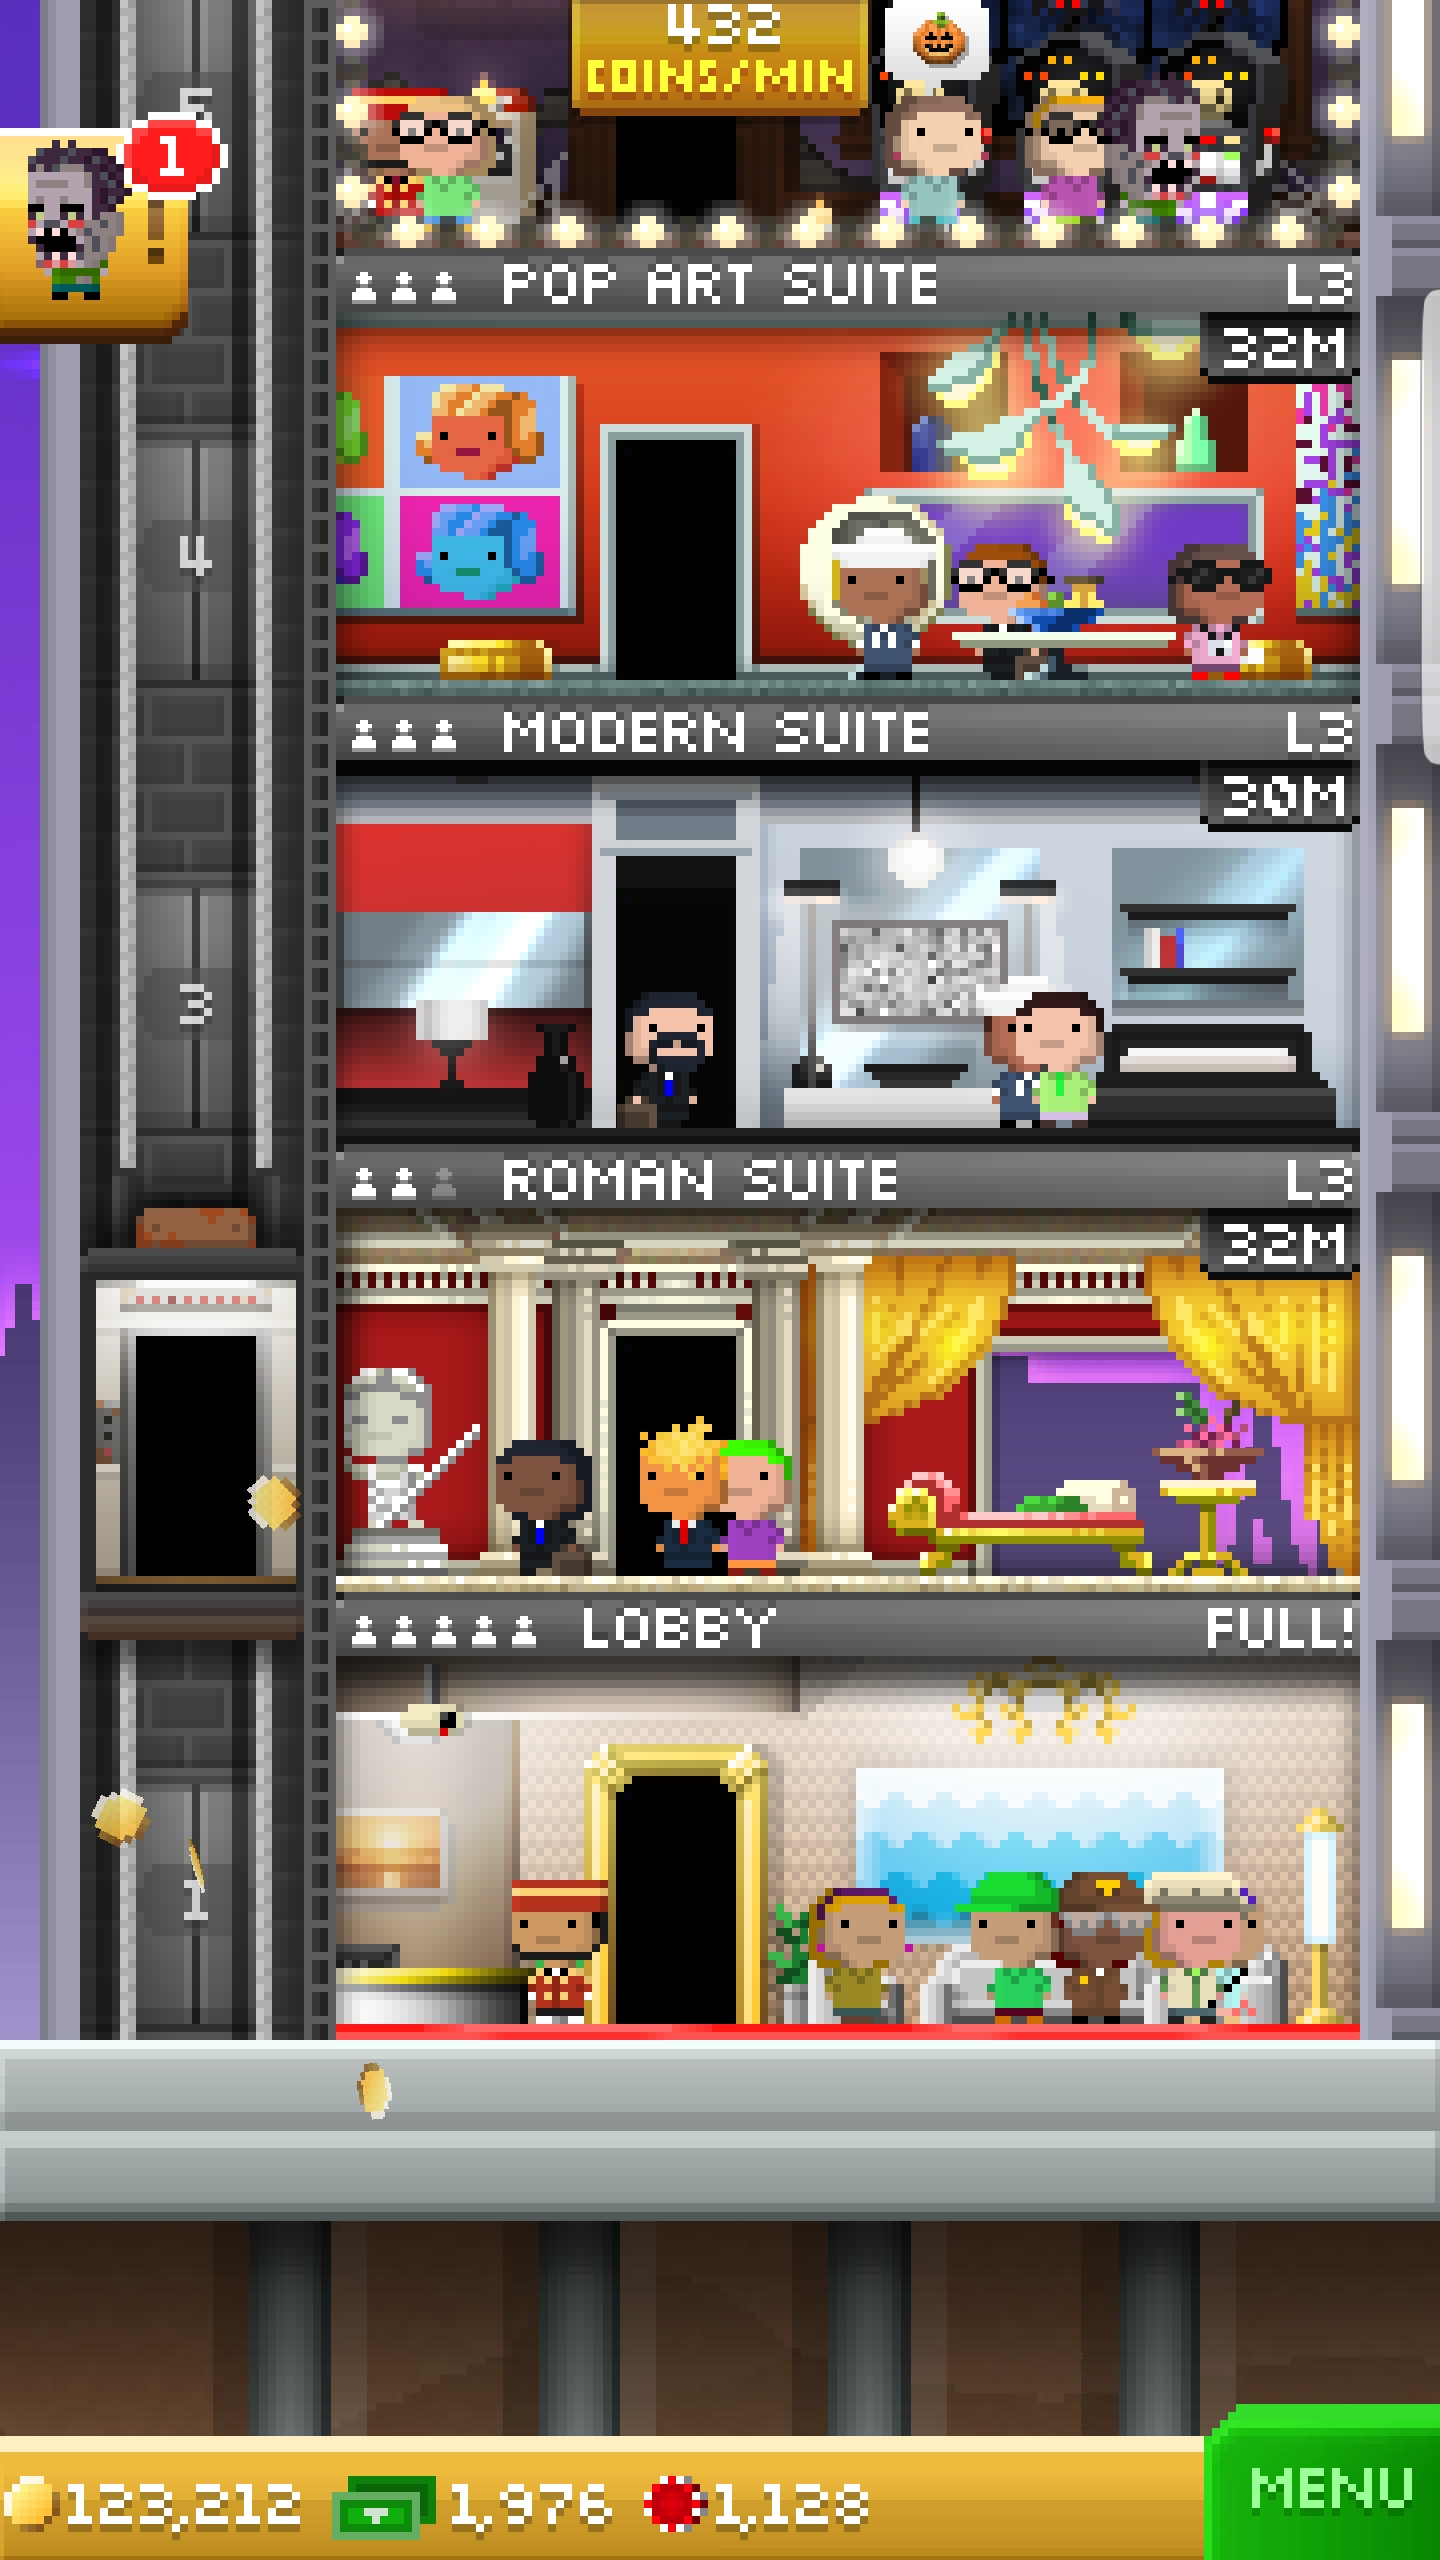 432
COINS/MIN
5
1
!
POP ART SUITE L3
32M
4
MODERN SUITE L3
30M
3
ROMAN SUITE L3
32M
LOBBY FULL!
1
123,212 1,976 1,128
MENU